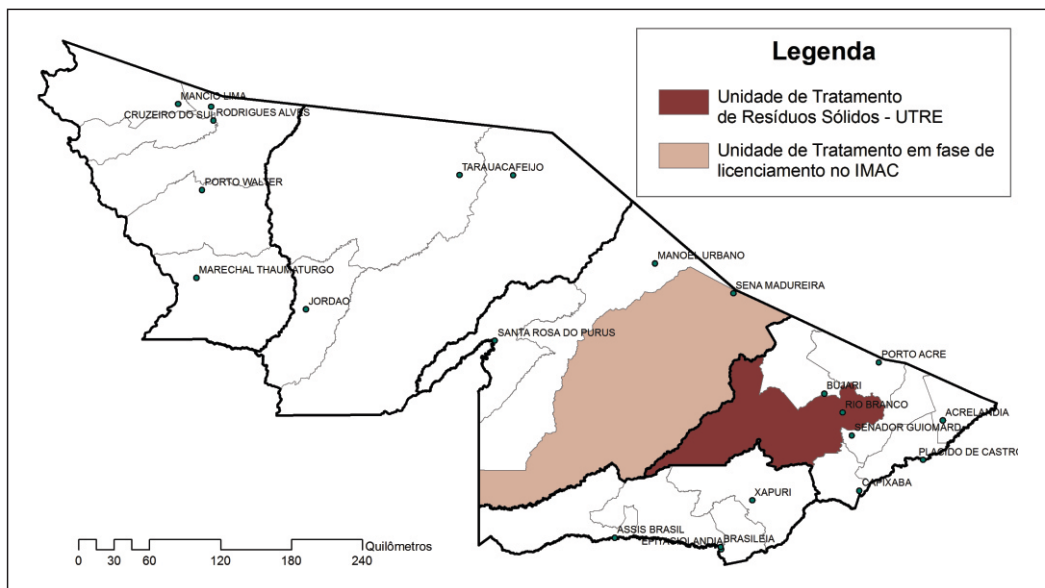 Legenda
Unidade de Tratamento
de Resíduos Sólidos - UTRE
Unidade de Tratamento em fase de
licenciamento no IMAC
MANCIO LIMA
CRUZEIRO DO SUL
RODRIGUES ALVES
TARAUACA
FEIJO
PORTO WALTER
MARECHAL THAUMATURGO
JORDAO
MANOEL URBANO
SENA MADUREIRA
SANTA ROSA DO PURUS
PORTO ACRE
BUJARI
RIO BRANCO
ACRELANDIA
SENADOR GUIOMARD
PLACIDO DE CASTRO
CAPIXABA
XAPURI
ASSIS BRASIL
EPITACIOLANDIA
BRASILEIA
Quilômetros
0 30 60 120 180 240